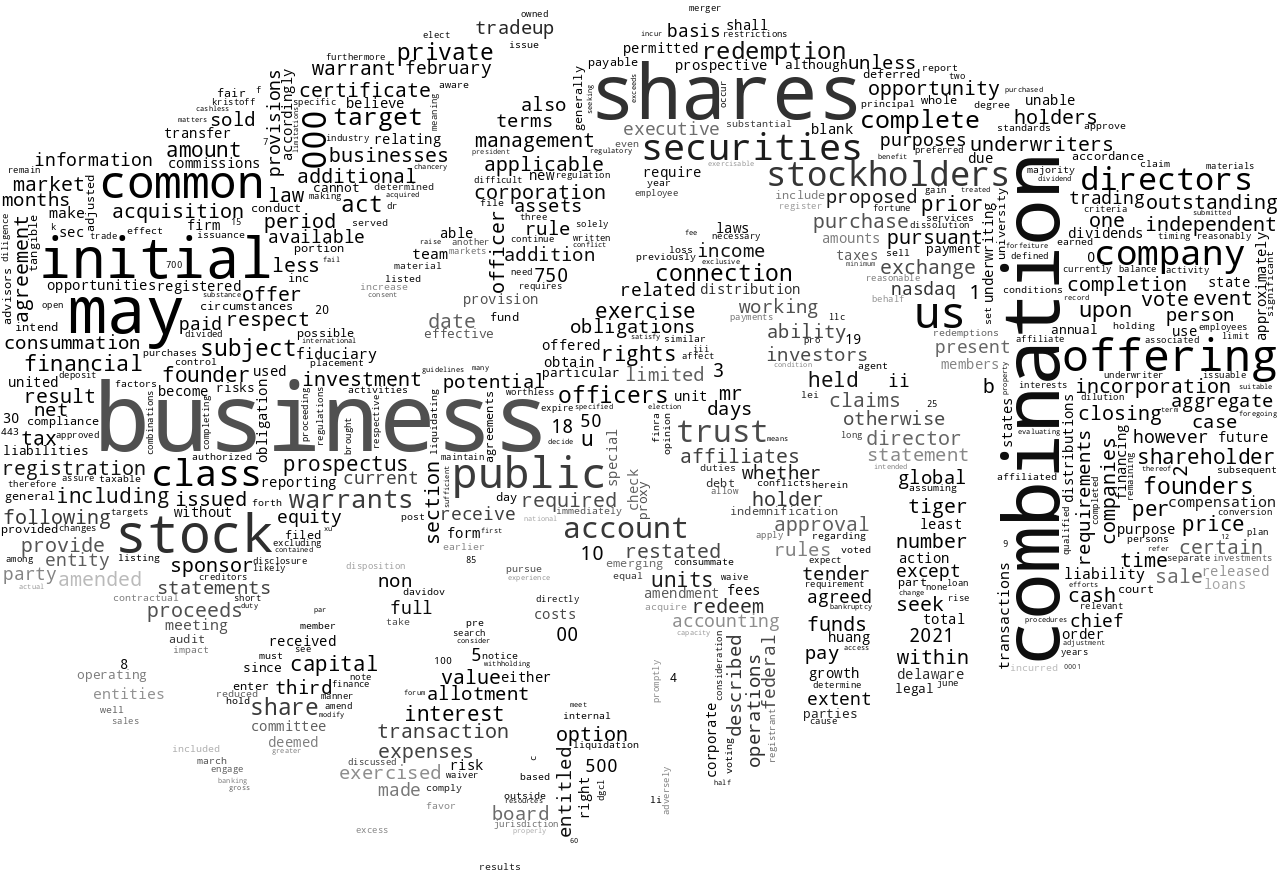 merger
owned
tradeup
elect
issue
incur
basis
shall
restrictions
furthermore
private
permitted
redemption
warrant
february
payable
prospective
although
unless
report
aware
deferred
two
fair
f
kristoff
cashless
matters
sold
transfer
amount
commissions
provisions
accordingly
certificate
specific
believe
limitations
000
target
industry
relating
meaning
businesses
additional
also
terms
generally
seeking
shares
exceeds
occur
management
president
regulatory
executive
substantial
even
blank
securities
exercisable
opportunity
purchased
principal
whole
degree
unable
holders
complete
standards
approve
purposes
preferred
underwriters
benefit
due
accordance
claim
materials
majority
dividend
remain
information
market
months
adjusted
7
common
law
cannot
determined
making
acquired
chancery
applicable
difficult
new
regulation
corporation
require
year
employee
stockholders
include
register
proposed
gain
treated
fortune
prior
university
directors
trading
outstanding
criteria
submitted
make
acquisition
conduct
act
dr
file
assets
purchase
services
dissolution
one
independent
diligence
advisors
agreement
tangible
k
sec
trade
effect
firm
15
issuance
period
served
available
portion
able
raise
another
three
rule
solely
continue
written
conflict
fee
necessary
laws
amounts
pursuant
underwriting
forfeiture
defined
dividends
timing
reasonably
earned
approximately
significant
initial
700
less
fail
team
markets
addition
officer
material
listed
need
requires
750
previously
loss
income
exclusive
taxes
sell
payment
minimum
exchange
reasonable
0
company
currently
balance
activity
opportunities
registered
substance
offer
inc
increase
consent
provision
connection
related
distribution
nasdaq
1
behalf
set
conditions
completion
state
open
may
circumstances
20
date
effective
fund
exercise
working
payments
llc
us
record
vote
event
upon
person
intend
paid
divided
respect
possible
international
obligations
satisfy
similar
ability
pro
19
redemptions
affiliate
annual
holding
use
employees
associated
limit
consummation
financial
purchases
control
subject
fiduciary
placement
offered
obtain
particular
rights
iii
affect
investors
condition
agent
present
members
offering
united
deposit
factors
founder
used
become
risks
investment
activities
guidelines
many
potential
worthless
limited
3
held
lei
ii
b
property
interests
underwriter
issuable
incorporation
suitable
result
net
30
compliance
443
tax
approved
liabilities
business
combinations
completing
obligation
proceeding
regulations
brought
respective
liquidating
agreements
officers
unit
mr
days
expire
specified
50
18
decide
u
election
finra
opinion
claims
25
otherwise
states
evaluating
combination
dilution
closing
term
aggregate
foregoing
case
trust
means
long
director
statement
intended
however
future
registration
assure
taxable
therefore
authorized
class
reporting
prospectus
current
maintain
sufficient
section
public
special
affiliates
duties
debt
allow
whether
conflicts
herein
global
assuming
affiliated
distributions
requirements
completed
companies
financing
remaining
shareholder
thereof
subsequent
2
founders
general
including
targets
issued
forth
warrants
day
required
check
proxy
holder
indemnification
tiger
least
qualified
per
compensation
conversion
following
provided
changes
without
equity
xu
post
receive
immediately
form
first
national
account
approval
apply
regarding
number
9
purpose
price
12
plan
among
provide
entity
listing
stock
filed
excluding
contained
earlier
10
restated
rules
voted
action
persons
refer
certain
party
actual
amended
sponsor
disclosure
likely
creditors
disposition
pursue
experience
emerging
equal
consummate
expect
tender
requirement
except
time
separate
investments
statements
contractual
short
duty
non
davidov
units
waive
amendment
fees
part
none
loan
change
liability
efforts
court
sale
released
loans
proceeds
par
full
take
directly
costs
acquire
redeem
agreed
bankruptcy
seek
rise
cash
relevant
meeting
audit
impact
member
received
see
pre
search
consider
00
accounting
capacity
funds
huang
access
total
2021
transactions
procedures
chief
order
adjustment
years
8
operating
must
since
capital
note
100
85
5
notice
withholding
value
either
4
promptly
consideration
described
operations
federal
registrant
pay
growth
determine
within
delaware
legal
june
incurred
0001
entities
well
sales
reduced
enter
hold
third
finance
manner
share
amend
modify
forum
allotment
extent
parties
cause
committee
deemed
greater
interest
transaction
meet
internal
option
liquidation
corporate
voting
half
included
march
engage
banking
gross
expenses
discussed
exercised
risk
waiver
made
comply
c
based
500
entitled
right
dgcl
li
adversely
favor
outside
resources
board
jurisdiction
properly
60
excess
results